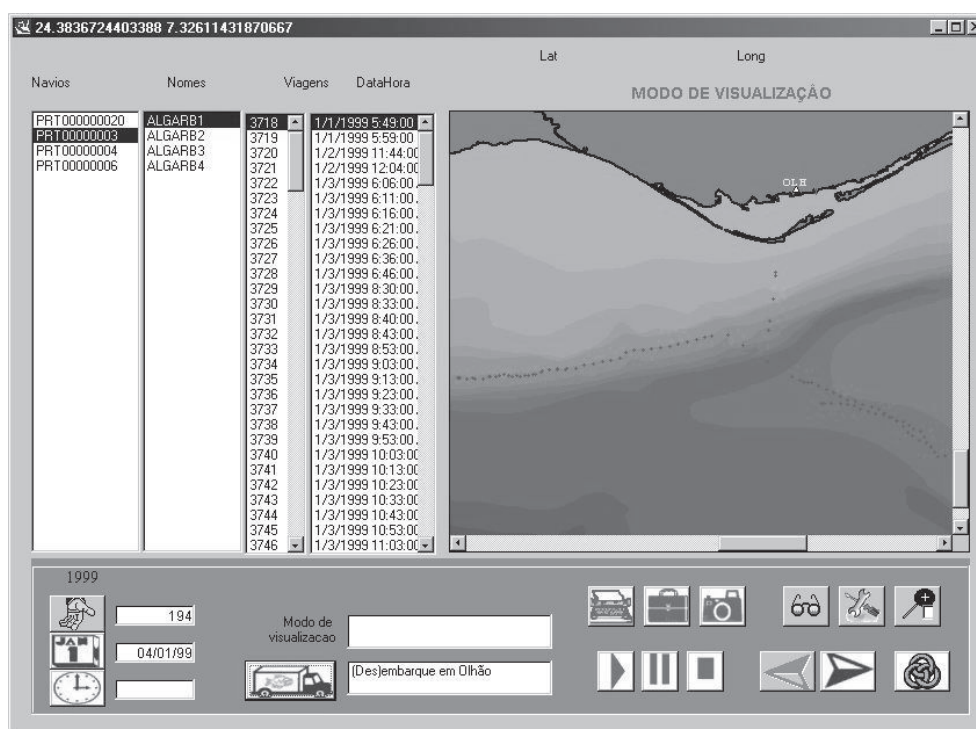 24.3836724403388 7.32611431870667
Lat Long
Navios Nomes Viagens DataHora
MODO DE VISUALIZAÇÃO
PRT000000020 ALGARB1 3718 1/1/1999 5:49:00
PRT00000003 ALGARB2 3719 1/1/1999 5:59:00
PRT00000004 ALGARB3 3720 1/2/1999 11:44:00
PRT00000006 ALGARB4 3721 1/2/1999 12:04:00
3722 1/3/1999 6:06:00
3723 1/3/1999 6:11:00
3724 1/3/1999 6:16:00
3725 1/3/1999 6:21:00
3726 1/3/1999 6:26:00
3727 1/3/1999 6:36:00
3728 1/3/1999 6:46:00
3729 1/3/1999 8:30:00
3730 1/3/1999 8:33:00
3731 1/3/1999 8:40:00
3732 1/3/1999 8:43:00
3733 1/3/1999 8:53:00
3734 1/3/1999 9:03:00
3735 1/3/1999 9:13:00
3736 1/3/1999 9:23:00
3737 1/3/1999 9:33:00
3738 1/3/1999 9:43:00
3739 1/3/1999 9:53:00
3740 1/3/1999 10:03:00
3741 1/3/1999 10:13:00
3742 1/3/1999 10:23:00
3743 1/3/1999 10:33:00
3744 1/3/1999 10:43:00
3745 1/3/1999 10:53:00
3746 1/3/1999 11:03:00
OLH
1999
194
JAN
1
04/01/99
Modo de
visualizacao
(Des)embarque em Olhão